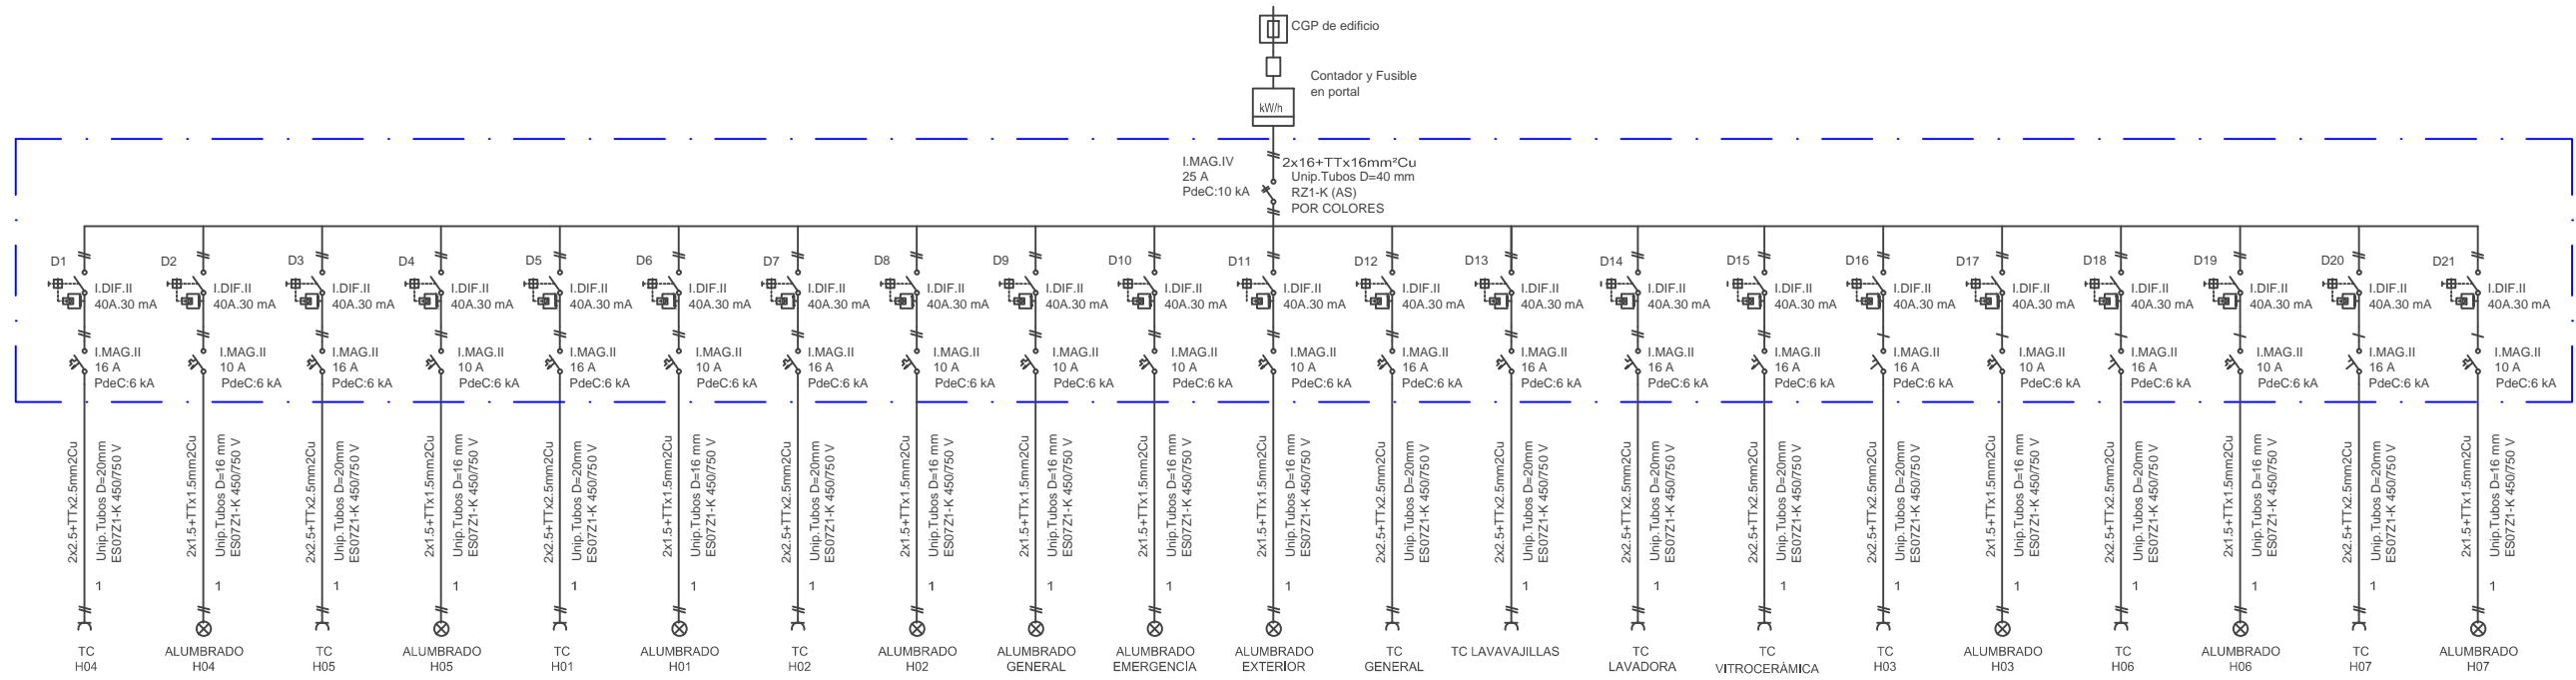 CGP de edificio
Contador y Fusible
en portal
kW/h
I.MAG.IV
25 A
PdeC:10 kA
2x16+TTx16mm²Cu
Unip.Tubos D=40 mm
RZ1-K (AS)
POR COLORES
D1
I.DIF.II
40A.30 mA
I.MAG.II
16 A
PdeC:6 kA
2x2.5+TTx2.5mm2Cu
Unip.Tubos D=20mm
ES07Z1-K 450/750 V
1
TC
H04
D2
I.DIF.II
40A.30 mA
I.MAG.II
10 A
PdeC:6 kA
2x1.5+TTx1.5mm2Cu
Unip.Tubos D=16 mm
ES07Z1-K 450/750 V
1
ALUMBRADO
H04
D3
I.DIF.II
40A.30 mA
I.MAG.II
16 A
PdeC:6 kA
2x2.5+TTx2.5mm2Cu
Unip.Tubos D=20mm
ES07Z1-K 450/750 V
1
TC
H05
D4
I.DIF.II
40A.30 mA
I.MAG.II
10 A
PdeC:6 kA
2x1.5+TTx1.5mm2Cu
Unip.Tubos D=16 mm
ES07Z1-K 450/750 V
1
ALUMBRADO
H05
D5
I.DIF.II
40A.30 mA
I.MAG.II
16 A
PdeC:6 kA
2x2.5+TTx2.5mm2Cu
Unip.Tubos D=20mm
ES07Z1-K 450/750 V
1
TC
H01
D6
I.DIF.II
40A.30 mA
I.MAG.II
10 A
PdeC:6 kA
2x1.5+TTx1.5mm2Cu
Unip.Tubos D=16 mm
ES07Z1-K 450/750 V
1
ALUMBRADO
H01
D7
I.DIF.II
40A.30 mA
I.MAG.II
16 A
PdeC:6 kA
2x2.5+TTx2.5mm2Cu
Unip.Tubos D=20mm
ES07Z1-K 450/750 V
1
TC
H02
D8
I.DIF.II
40A.30 mA
I.MAG.II
10 A
PdeC:6 kA
2x1.5+TTx1.5mm2Cu
Unip.Tubos D=16 mm
ES07Z1-K 450/750 V
1
ALUMBRADO
H02
D9
I.DIF.II
40A.30 mA
I.MAG.II
10 A
PdeC:6 kA
2x1.5+TTx1.5mm2Cu
Unip.Tubos D=16 mm
ES07Z1-K 450/750 V
1
ALUMBRADO
GENERAL
D10
I.DIF.II
40A.30 mA
I.MAG.II
10 A
PdeC:6 kA
2x1.5+TTx1.5mm2Cu
Unip.Tubos D=16 mm
ES07Z1-K 450/750 V
1
ALUMBRADO
EMERGENCIA
D11
I.DIF.II
40A.30 mA
I.MAG.II
10 A
PdeC:6 kA
2x1.5+TTx1.5mm2Cu
Unip.Tubos D=16 mm
ES07Z1-K 450/750 V
1
ALUMBRADO
EXTERIOR
D12
I.DIF.II
40A.30 mA
I.MAG.II
16 A
PdeC:6 kA
2x2.5+TTx2.5mm2Cu
Unip.Tubos D=20mm
ES07Z1-K 450/750 V
1
TC
GENERAL
D13
I.DIF.II
40A.30 mA
I.MAG.II
16 A
PdeC:6 kA
2x2.5+TTx2.5mm2Cu
Unip.Tubos D=20mm
ES07Z1-K 450/750 V
1
TC LAVAVAJILLAS
D14
I.DIF.II
40A.30 mA
I.MAG.II
16 A
PdeC:6 kA
2x2.5+TTx2.5mm2Cu
Unip.Tubos D=20mm
ES07Z1-K 450/750 V
1
TC
LAVADORA
D15
I.DIF.II
40A.30 mA
I.MAG.II
16 A
PdeC:6 kA
2x2.5+TTx2.5mm2Cu
Unip.Tubos D=20mm
ES07Z1-K 450/750 V
1
TC
VITROCERÁMICA
D16
I.DIF.II
40A.30 mA
I.MAG.II
16 A
PdeC:6 kA
2x2.5+TTx2.5mm2Cu
Unip.Tubos D=20mm
ES07Z1-K 450/750 V
1
TC
H03
D17
I.DIF.II
40A.30 mA
I.MAG.II
10 A
PdeC:6 kA
2x1.5+TTx1.5mm2Cu
Unip.Tubos D=16 mm
ES07Z1-K 450/750 V
1
ALUMBRADO
H03
D18
I.DIF.II
40A.30 mA
I.MAG.II
16 A
PdeC:6 kA
2x2.5+TTx2.5mm2Cu
Unip.Tubos D=20mm
ES07Z1-K 450/750 V
1
TC
H06
D19
I.DIF.II
40A.30 mA
I.MAG.II
10 A
PdeC:6 kA
2x1.5+TTx1.5mm2Cu
Unip.Tubos D=16 mm
ES07Z1-K 450/750 V
1
ALUMBRADO
H06
D20
I.DIF.II
40A.30 mA
I.MAG.II
16 A
PdeC:6 kA
2x2.5+TTx2.5mm2Cu
Unip.Tubos D=20mm
ES07Z1-K 450/750 V
1
TC
H07
D21
I.DIF.II
40A.30 mA
I.MAG.II
10 A
PdeC:6 kA
2x1.5+TTx1.5mm2Cu
Unip.Tubos D=16 mm
ES07Z1-K 450/750 V
1
ALUMBRADO
H07